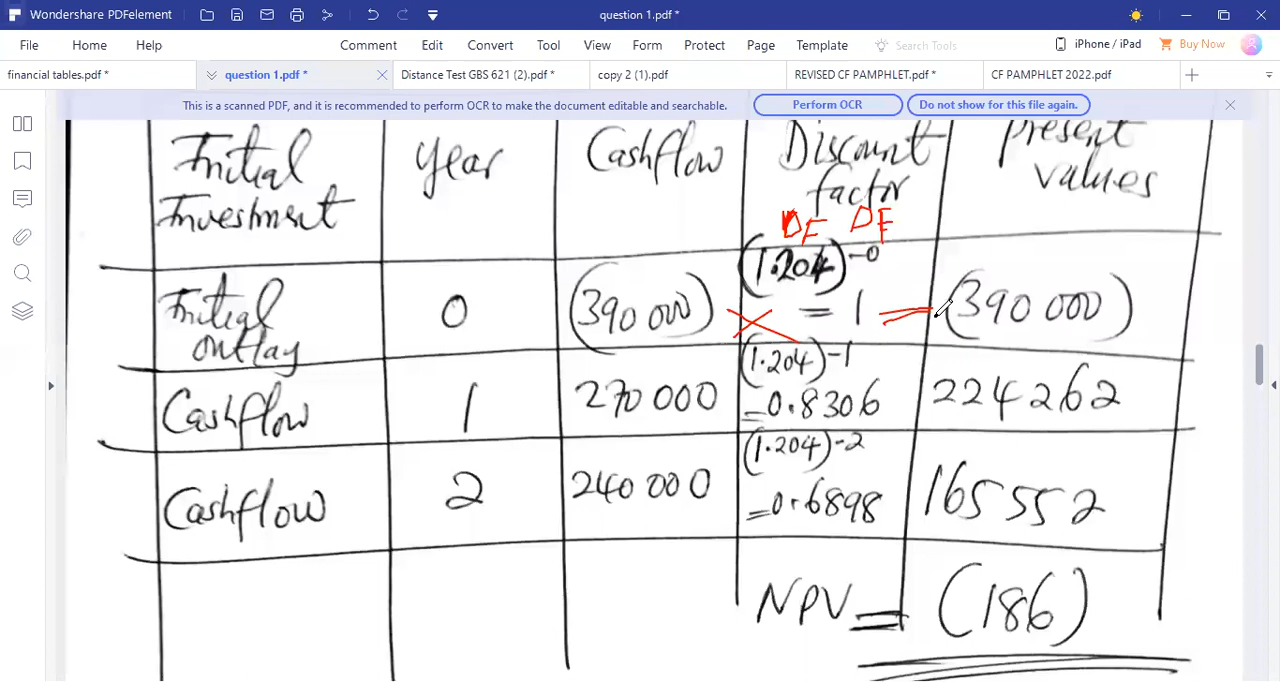 Wondershare PDFelement
question 1.pdf *
File Home Help Comment Edit Convert Tool View Form Protect Page Template Search Tools iPhone / iPad Buy Now
financial tables.pdf * question 1.pdf * Distance Test GBS 621 (2).pdf * copy 2 (1).pdf REVISED CF PAMPHLET.pdf * CF PAMPHLET 2022.pdf
This is a scanned PDF, and it is recommended to perform OCR to make the document editable and searchable. Perform OCR Do not show for this file again.
Initial Investment
year
Cashflow
Discount factor
present values
DF DF
Initial outlay 0 (390 000) (1.204)-0 = 1 = (390 000)
Cashflow 1 270 000 (1.204)-1 =0.8306 224 262
Cashflow 2 240 000 (1.204)-2 =0.6898 165 552
NPV = (186)